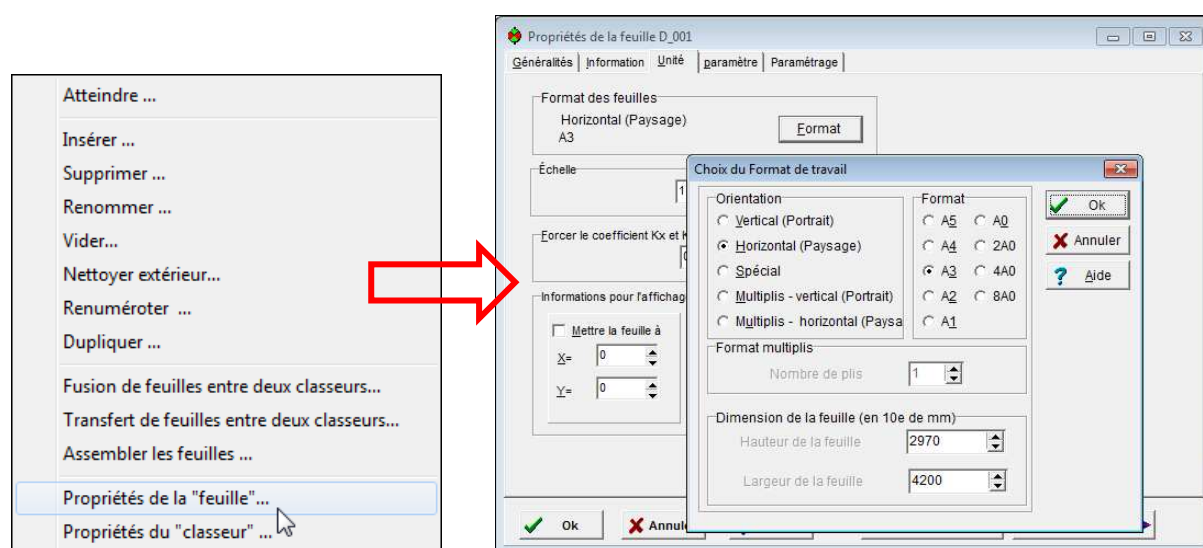 Atteindre ...
Insérer ...
Supprimer ...
Renommer ...
Vider...
Nettoyer extérieur...
Renuméroter ...
Dupliquer ...
Fusion de feuilles entre deux classeurs...
Transfert de feuilles entre deux classeurs...
Assembler les feuilles ...
Propriétés de la "feuille"...
Propriétés du "classeur" ...
Propriétés de la feuille D_001
Généralités Information Unité paramètre Paramétrage
Format des feuilles
Horizontal (Paysage)
A3
Format
Échelle
1
Forcer le coefficient Kx et
Informations pour l'affichag
Mettre la feuille à
X= 0
Y= 0
Ok Annul
Choix du Format de travail
Orientation
Vertical (Portrait)
Horizontal (Paysage)
Spécial
Multiplis - vertical (Portrait)
Multiplis - horizontal (Paysa
Format
A5 A0
A4 2A0
A3 4A0
A2 8A0
A1
Ok
Annuler
Aide
Format multiplis
Nombre de plis 1
Dimension de la feuille (en 10e de mm)
Hauteur de la feuille 2970
Largeur de la feuille 4200